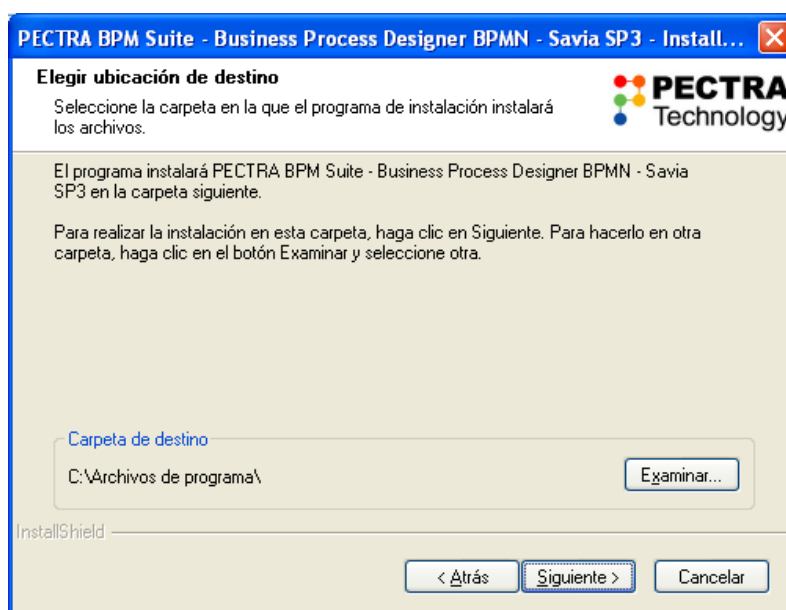 PECTRA BPM Suite - Business Process Designer BPMN - Savia SP3 - Install...
Elegir ubicación de destino
Seleccione la carpeta en la que el programa de instalación instalará
los archivos.
PECTRA
Technology
El programa instalará PECTRA BPM Suite - Business Process Designer BPMN - Savia
SP3 en la carpeta siguiente.
Para realizar la instalación en esta carpeta, haga clic en Siguiente. Para hacerlo en otra
carpeta, haga clic en el botón Examinar y seleccione otra.
Carpeta de destino
C:\Archivos de programa\
Examinar...
InstallShield
< Atrás
Siguiente >
Cancelar